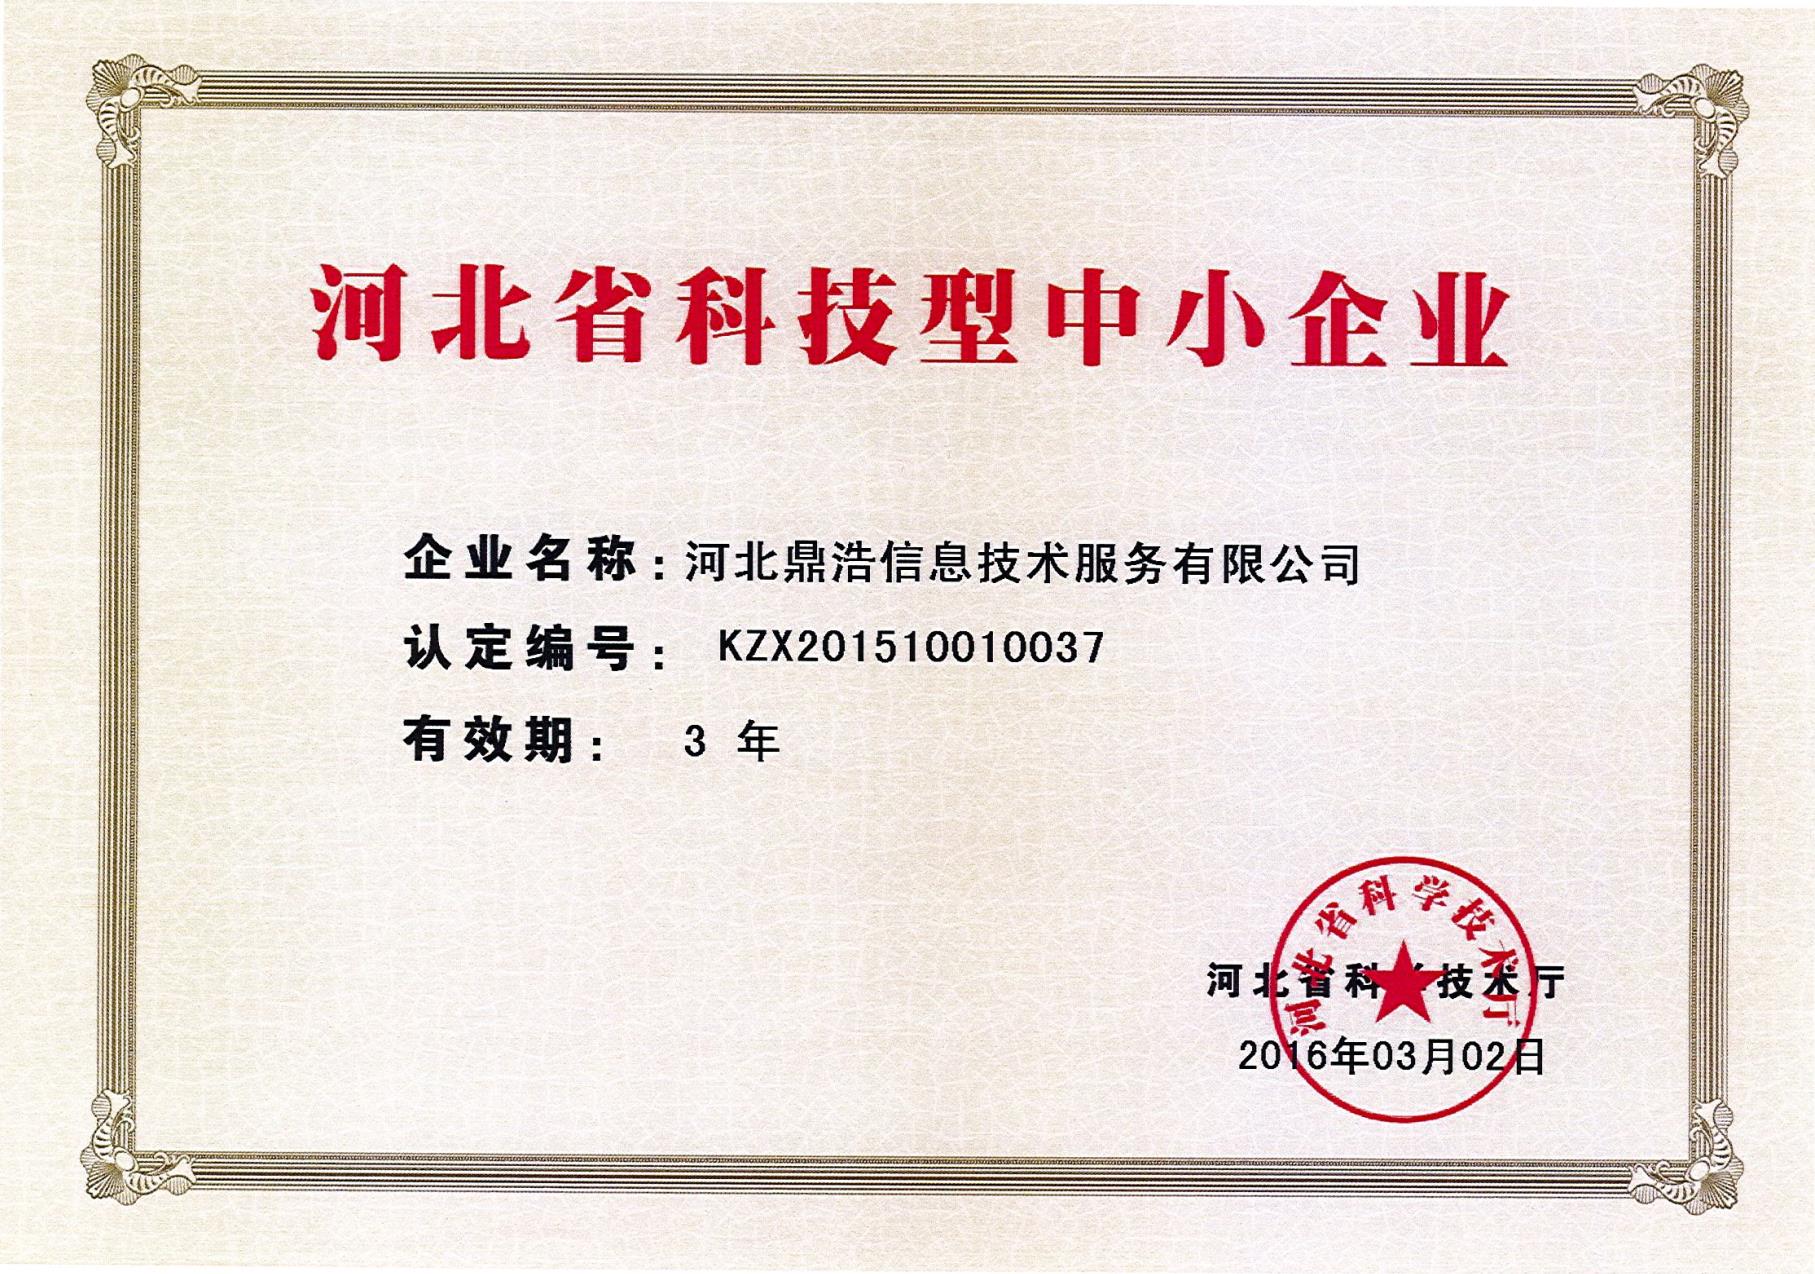 河北省科技型中小企业
企业名称：河北鼎浩信息技术服务有限公司
认定编号：KZX201510010037
有效期：3 年
河北省科学技术厅
河北省科学技术厅
2016年03月02日